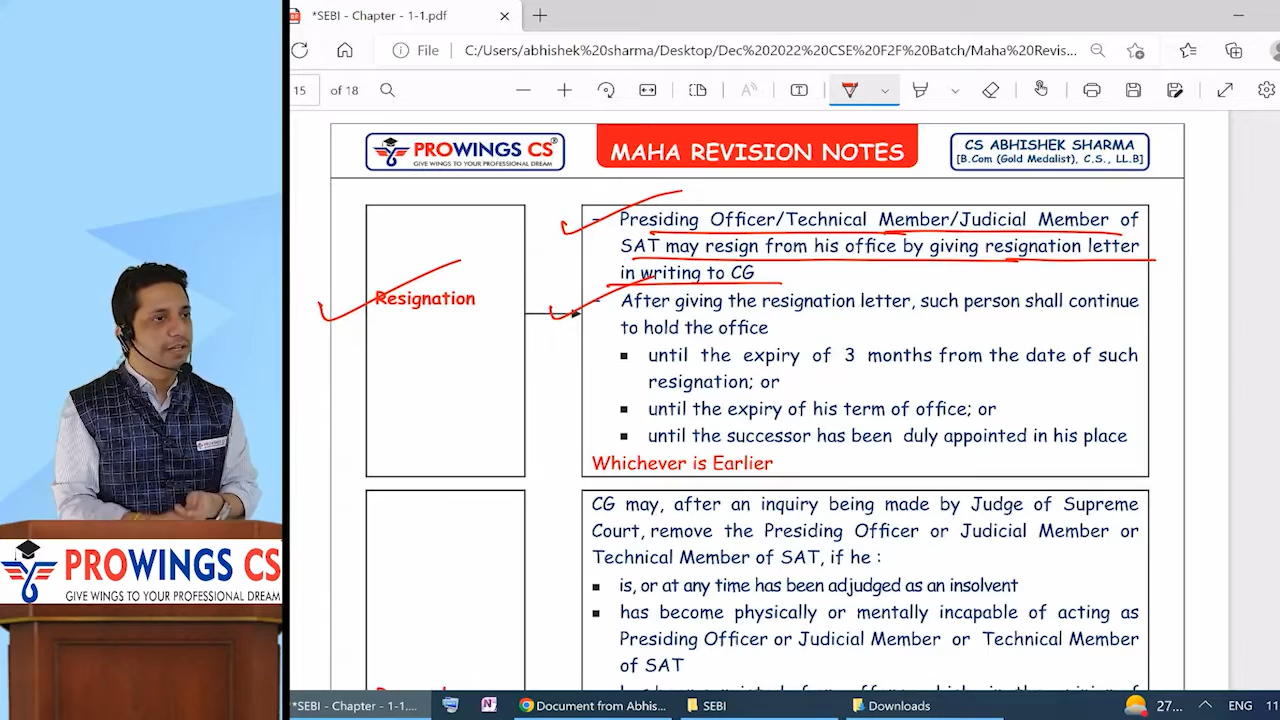 *SEBI - Chapter - 1-1.pdf
File
C:/Users/abhishek%20sharma/Desktop/Dec%202022%20CSE%20F2F%20Batch/Maha%20Revis...
15 of 18
PROWINGS CS®
GIVE WINGS TO YOUR PROFESSIONAL DREAM
MAHA REVISION NOTES
CS ABHISHEK SHARMA
[B.Com (Gold Medalist), C.S., LL.B]
Resignation
- Presiding Officer/Technical Member/Judicial Member of
SAT may resign from his office by giving resignation letter
in writing to CG
- After giving the resignation letter, such person shall continue
to hold the office
▪ until the expiry of 3 months from the date of such
resignation; or
▪ until the expiry of his term of office; or
▪ until the successor has been duly appointed in his place
Whichever is Earlier
CG may, after an inquiry being made by Judge of Supreme
Court, remove the Presiding Officer or Judicial Member or
Technical Member of SAT, if he :
▪ is, or at any time has been adjudged as an insolvent
▪ has become physically or mentally incapable of acting as
Presiding Officer or Judicial Member or Technical Member
of SAT
PROWINGS CS
GIVE WINGS TO YOUR PROFESSIONAL DREAM
PROWINGS CS
*SEBI - Chapter - 1-1....
Document from Abhis...
SEBI
Downloads
27...
ENG
11